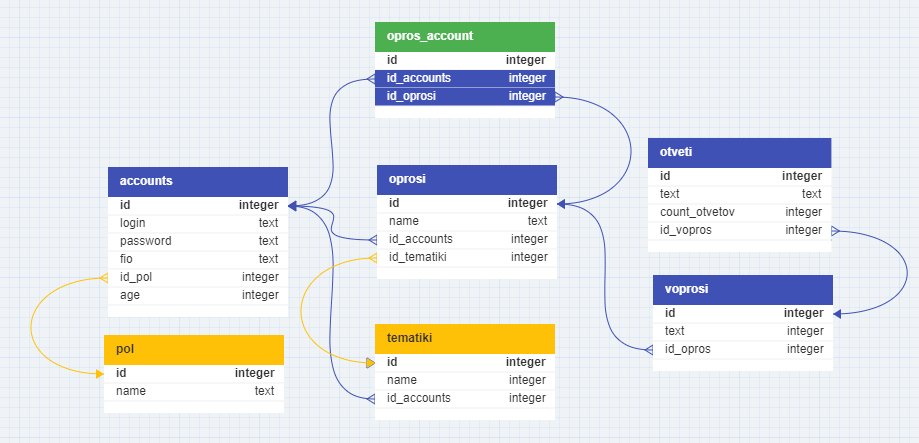 opros_account
id integer
id_accounts integer
id_oprosi integer
accounts
id integer
login text
password text
fio text
id_pol integer
age integer
oprosi
id integer
name text
id_accounts integer
id_tematiki integer
otveti
id integer
text text
count_otvetov integer
id_vopros integer
voprosi
id integer
text integer
id_opros integer
pol
id integer
name text
tematiki
id integer
name integer
id_accounts integer